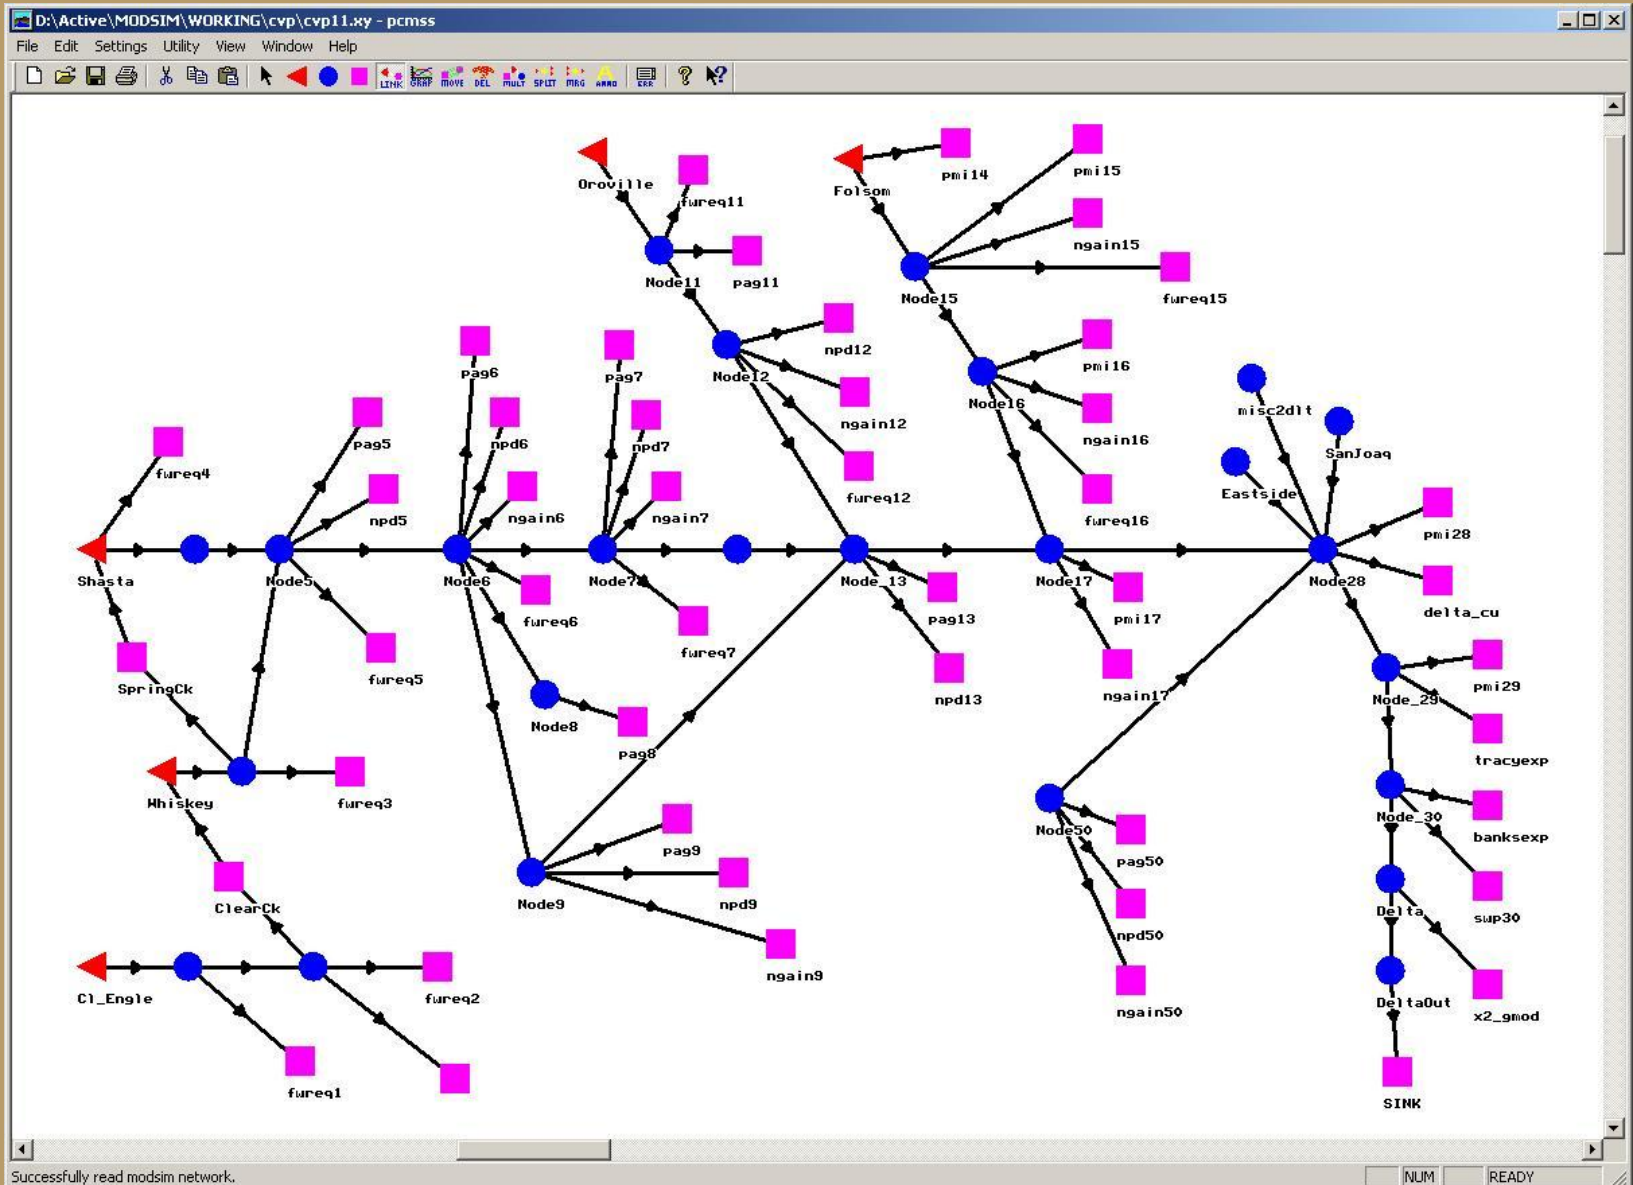 D:\Active\MODSIM\WORKING\cvp\cvp11.xy - pcmss
File Edit Settings Utility View Window Help
LINK GRAF MOVE DEL MULT SPLIT MRG ANNO ERR
Oroville
fwreq11
Node11
pag11
Folsom
pmi14
pmi15
ngain15
Node15
fwreq15
npd12
Node12
ngain12
fwreq12
pmi16
Node16
ngain16
fwreq16
misc2dlt
SanJoaq
Eastside
pag6
pag7
pag5
npd6
npd7
fwreq4
npd5
ngain6
ngain7
pmi28
Shasta
Node5
Node6
Node7
Node_13
Node17
Node28
fwreq6
pag13
pmi17
delta_cu
SpringCk
fwreq5
fwreq7
npd13
ngain17
Node_29
pmi29
Node8
pag8
tracyexp
Whiskey
fwreq3
Node_30
banksexp
Node50
pag9
pag50
ClearCk
Node9
npd9
Delta
swp30
npd50
ngain9
Cl_Engle
fwreq2
DeltaOut
x2_gmod
ngain50
fwreq1
SINK
Successfully read modsim network.
NUM READY